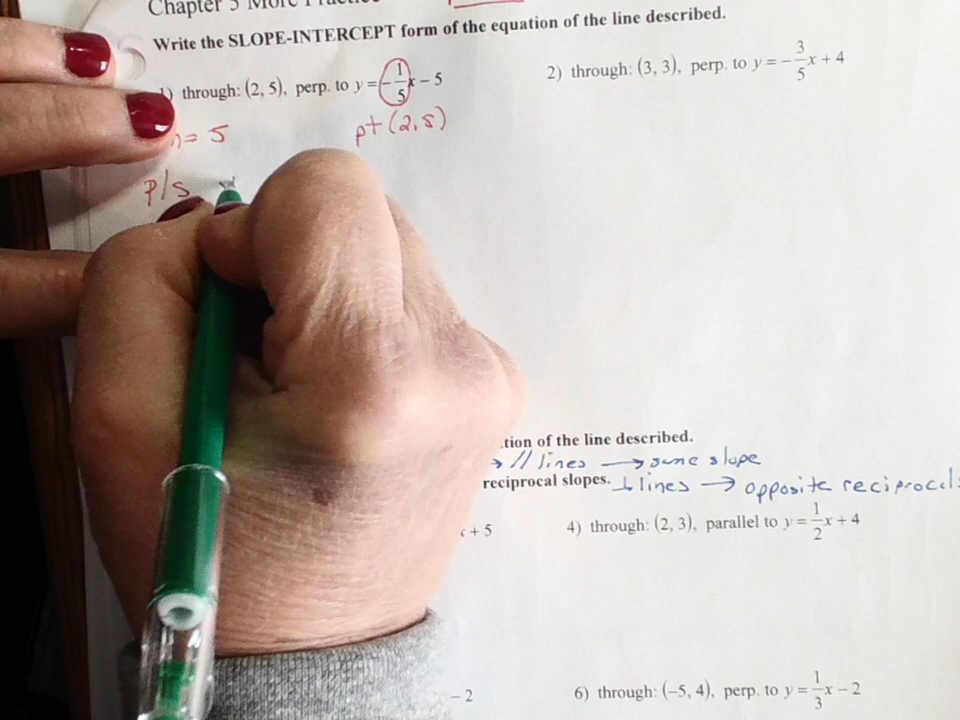 Chapter 3 More Practice
Write the SLOPE-INTERCEPT form of the equation of the line described.
1) through: (2, 5), perp. to y = -1/5x - 5
2) through: (3, 3), perp. to y = -3/5x + 4
= 5
pt (2,5)
P/S
tion of the line described.
→ // lines → same slope
reciprocal slopes. ⊥ lines → opposite reciprocals
x + 5
4) through: (2, 3), parallel to y = 1/2x + 4
- 2
6) through: (-5, 4), perp. to y = 1/3x - 2